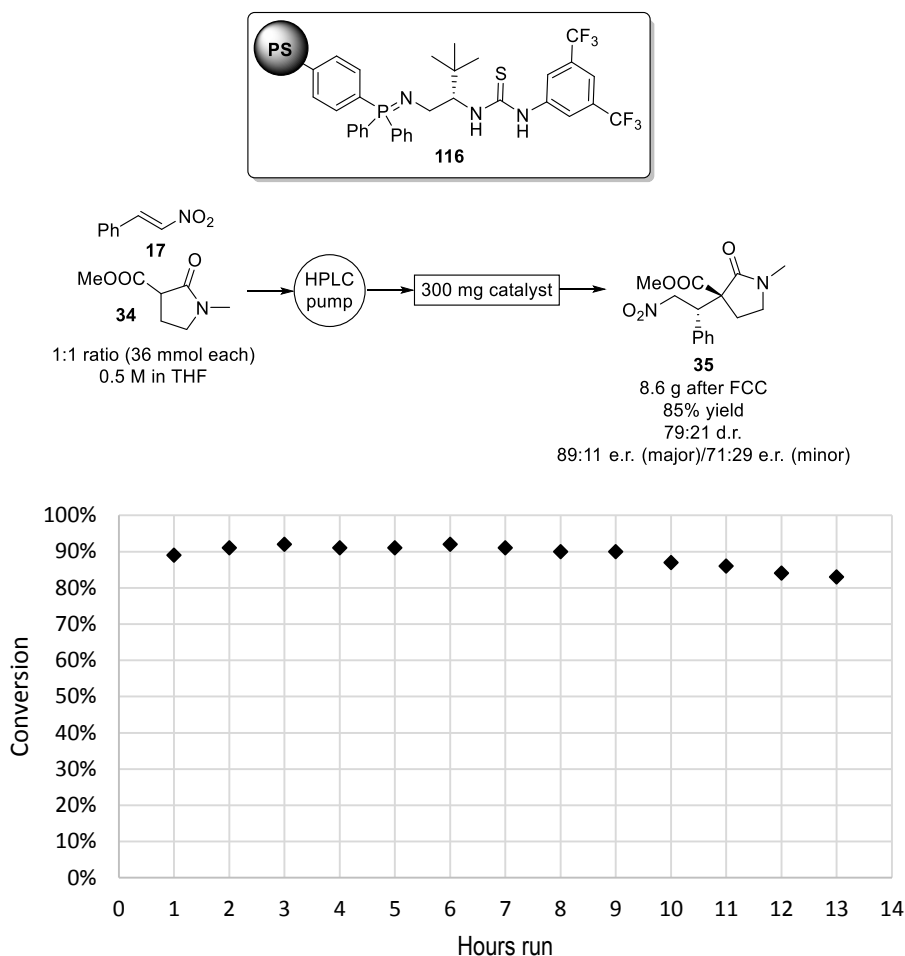 PS
CF3
S
P
N
N
H
N
H
Ph
Ph
CF3
116
Ph
NO2
17
MeOOC
O
N
34
1:1 ratio (36 mmol each)
0.5 M in THF
HPLC
pump
300 mg catalyst
O
MeOOC
N
O2N
Ph
35
8.6 g after FCC
85% yield
79:21 d.r.
89:11 e.r. (major)/71:29 e.r. (minor)
100%
90%
80%
70%
60%
50%
40%
30%
20%
10%
0%
Conversion
0 1 2 3 4 5 6 7 8 9 10 11 12 13 14
Hours run